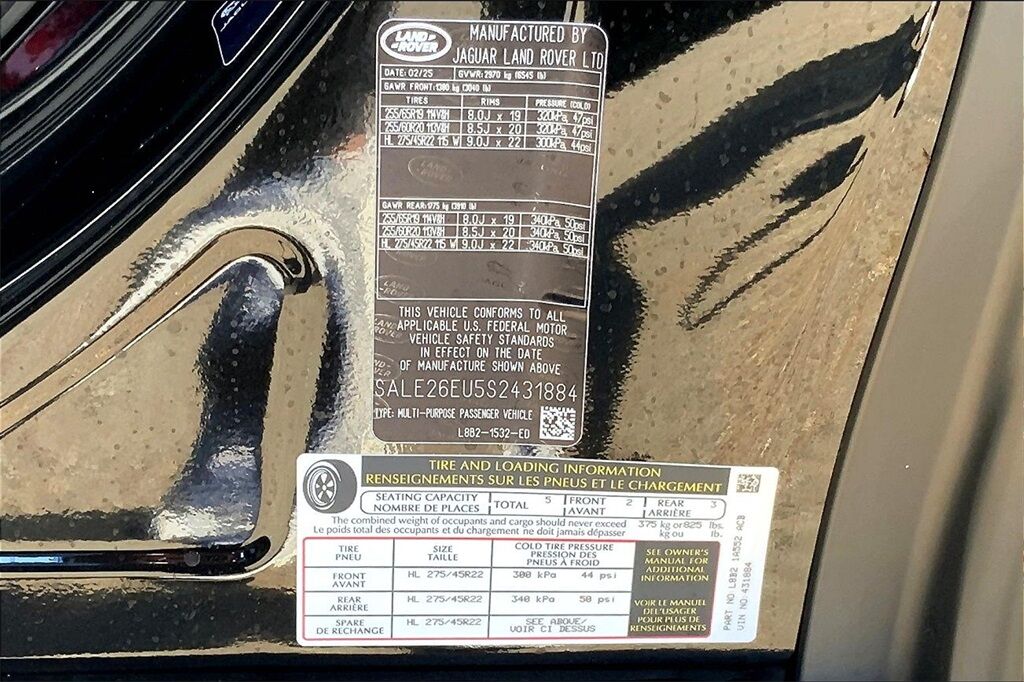 LAND ROVER
MANUFACTURED BY
JAGUAR LAND ROVER LTD
DATE: 02/25 GVWR: 2970 kg (6545 lb)
GAWR FRONT: 1380 kg (3040 lb)
TIRES RIMS PRESSURE (COLD)
255/65R19 114V8H 8.0J x 19 320kPa, 47psi
255/60R20 113V8H 8.5J x 20 320kPa, 47psi
HL 275/45R22 115 W 9.0J x 22 300kPa, 44psi
GAWR REAR: 1775 kg (3910 lb)
255/65R19 114V8H 8.0J x 19 340kPa, 50psi
255/60R20 113V8H 8.5J x 20 340kPa, 50psi
HL 275/45R22 115 W 9.0J x 22 340kPa, 50psi
THIS VEHICLE CONFORMS TO ALL
APPLICABLE U.S. FEDERAL MOTOR
VEHICLE SAFETY STANDARDS
IN EFFECT ON THE DATE
OF MANUFACTURE SHOWN ABOVE
SALE26EU5S2431884
TYPE: MULTI-PURPOSE PASSENGER VEHICLE
L8B2-1532-ED
TIRE AND LOADING INFORMATION
RENSEIGNEMENTS SUR LES PNEUS ET LE CHARGEMENT
SEATING CAPACITY
NOMBRE DE PLACES
TOTAL 5
FRONT
AVANT
2
REAR
ARRIÈRE
3
The combined weight of occupants and cargo should never exceed 375 kg or 825 lbs.
Le poids total des occupants et du chargement ne doit jamais dépasser kg ou lb.
TIRE
PNEU
SIZE
TAILLE
COLD TIRE PRESSURE
PRESSION DES
PNEUS À FROID
FRONT
AVANT
HL 275/45R22 300 kPa 44 psi
REAR
ARRIÈRE
HL 275/45R22 340 kPa 50 psi
SPARE
DE RECHANGE
HL 275/45R22
SEE ABOVE/
VOIR CI DESSUS
SEE OWNER'S
MANUAL FOR
ADDITIONAL
INFORMATION
VOIR LE MANUEL
DEL'USAGER
POUR PLUS DE
RENSEIGNEMENTS
PART NO L8B2 1A552 ACB
VIN NO: 431884